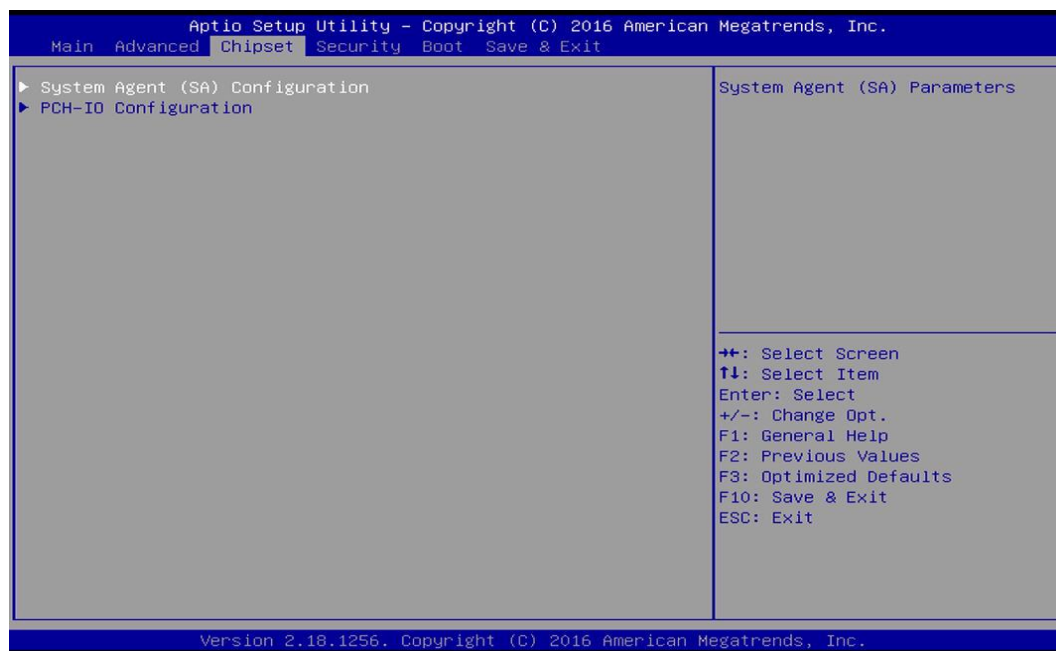 Aptio Setup Utility – Copyright (C) 2016 American Megatrends, Inc.
Main Advanced Chipset Security Boot Save & Exit
▶ System Agent (SA) Configuration
▶ PCH-IO Configuration
System Agent (SA) Parameters
→←: Select Screen
↑↓: Select Item
Enter: Select
+/-: Change Opt.
F1: General Help
F2: Previous Values
F3: Optimized Defaults
F10: Save & Exit
ESC: Exit
Version 2.18.1256. Copyright (C) 2016 American Megatrends, Inc.